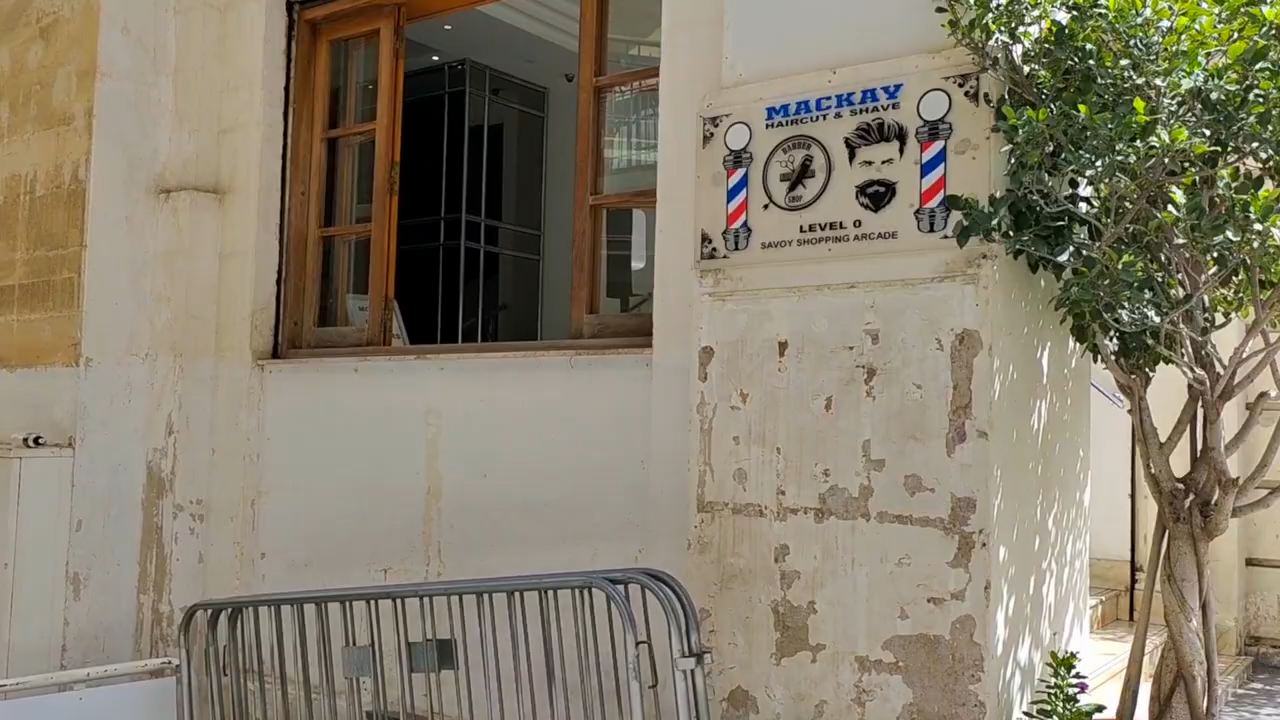 MACKAY
HAIRCUT & SHAVE
BARBER
SHOP
LEVEL 0
SAVOY SHOPPING ARCADE